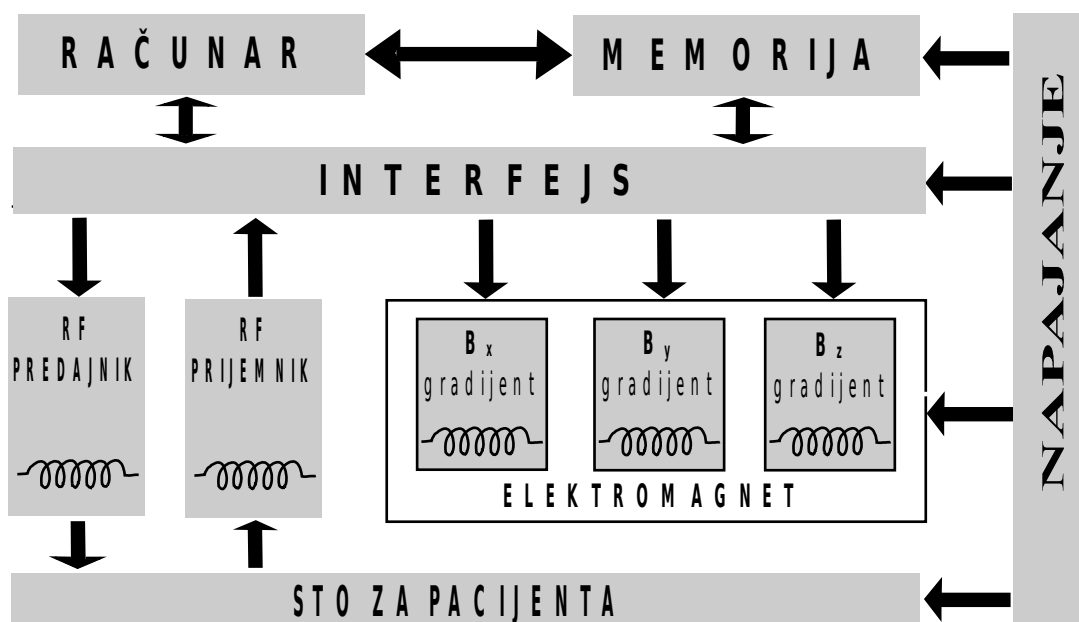 RAČUNAR
MEMORIJA
INTERFEJS
RF
PREDAJNIK
RF
PRIJEMNIK
Bx
gradijent
By
gradijent
Bz
gradijent
ELEKTROMAGNET
STO ZA PACIJENTA
NAPAJANJE